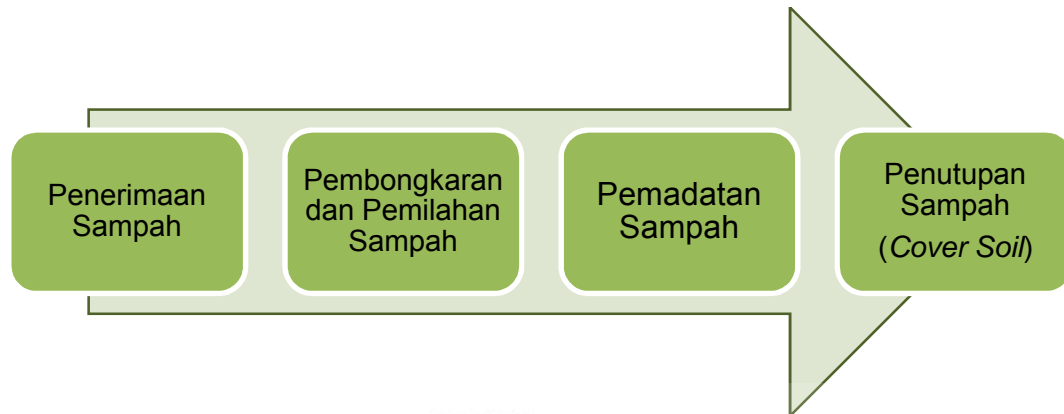 Penerimaan
Sampah
Pembongkaran
dan Pemilahan
Sampah
Pemadatan
Sampah
Penutupan
Sampah
(Cover Soil)